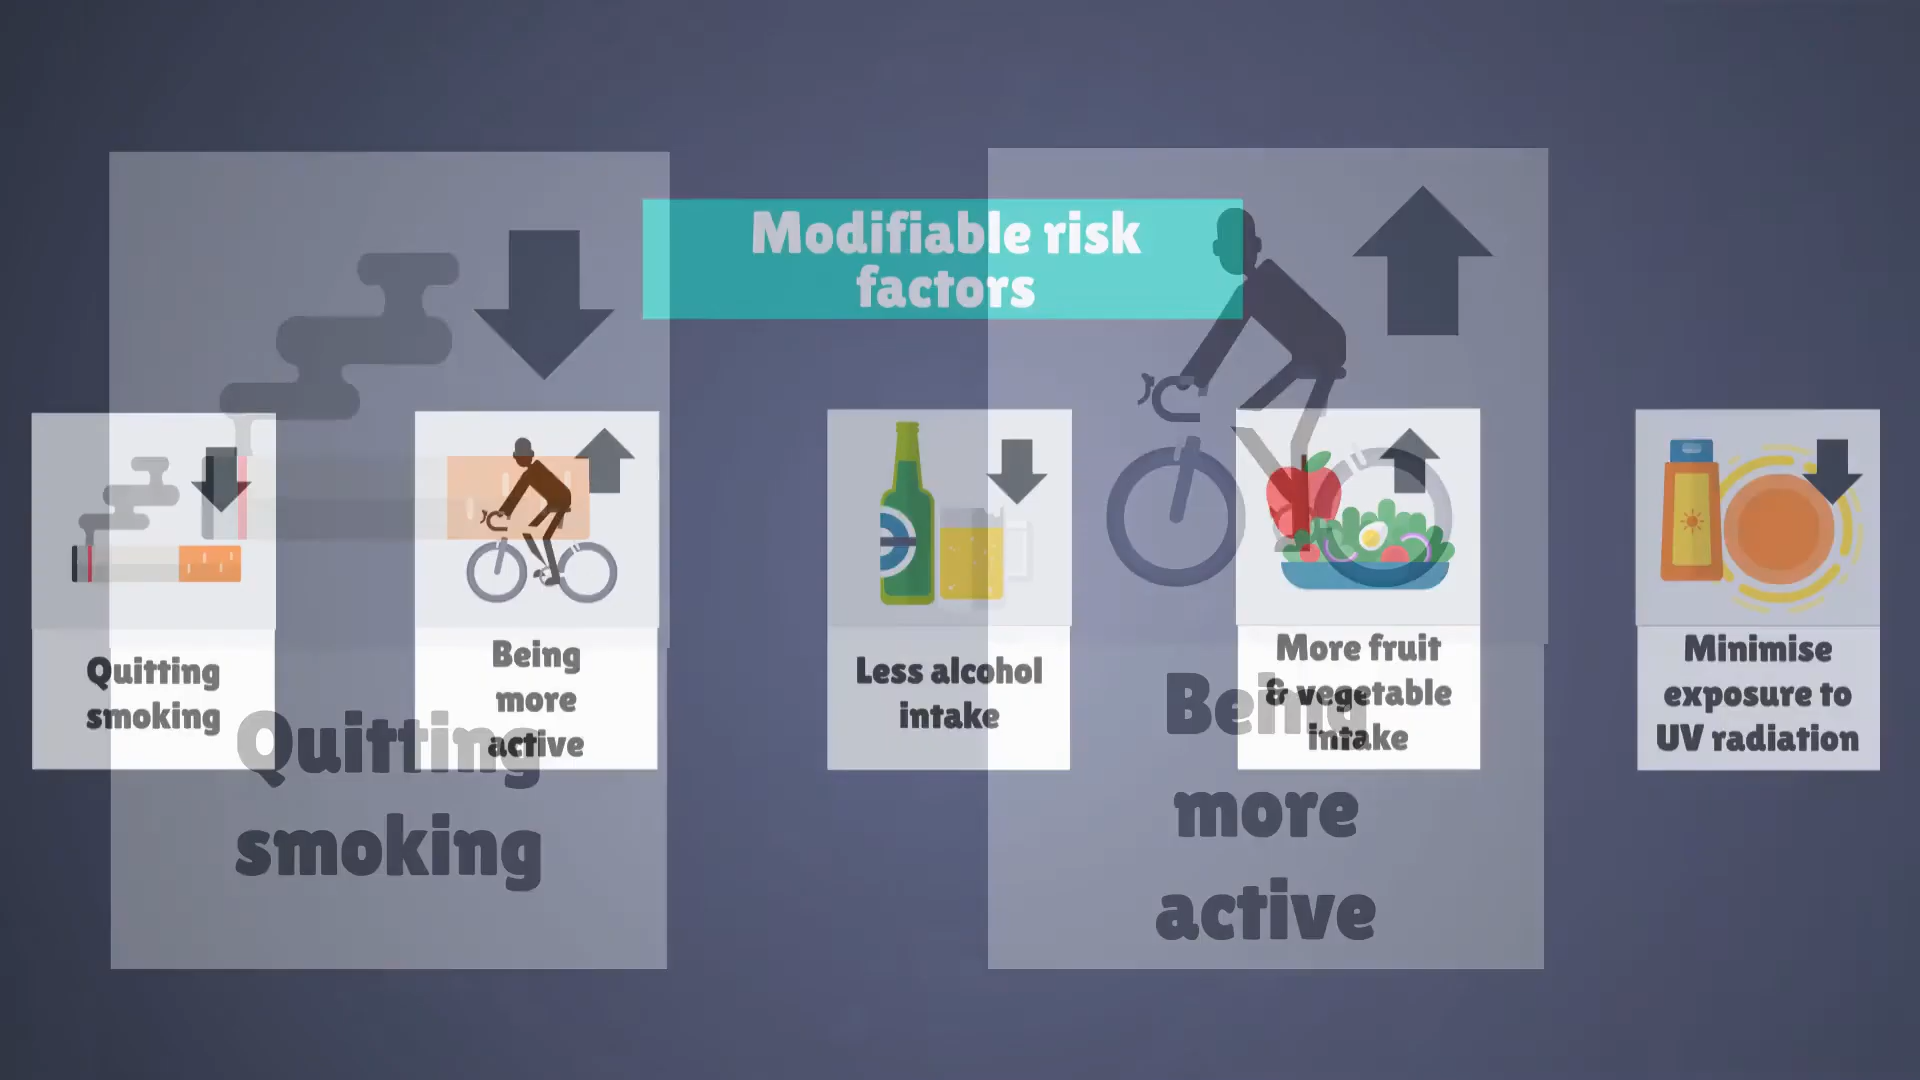 Modifiable risk
factors
Quitting
smoking
Being
more
active
Less alcohol
intake
More fruit
& vegetable
intake
Minimise
exposure to
UV radiation
Quitting
smoking
Being
more
active